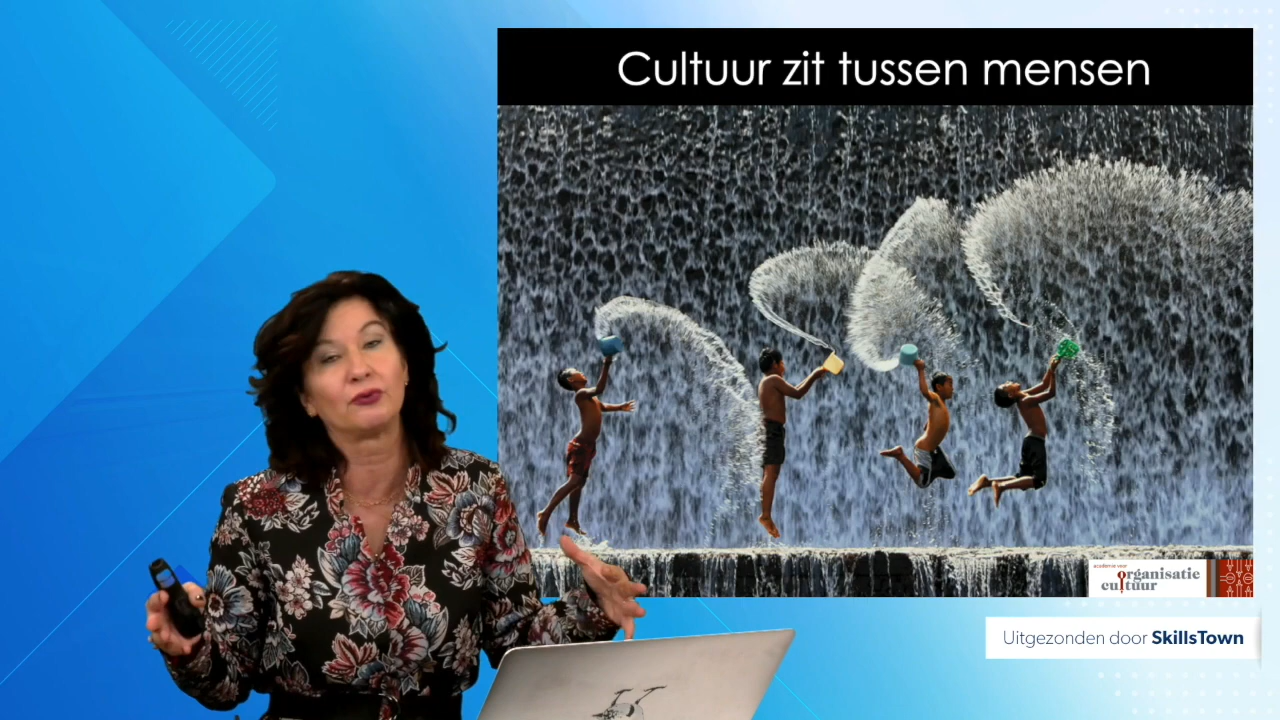 Cultuur zit tussen mensen
academie voor
organisatie
cultuur
Uitgezonden door SkillsTown